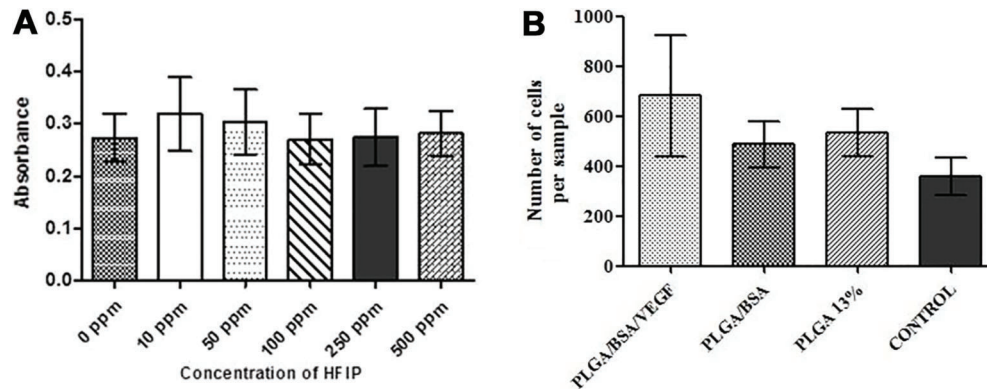 A
0.5
0.4
0.3
0.2
0.1
0.0
Absorbance
0 ppm
10 ppm
50 ppm
100 ppm
250 ppm
500 ppm
Concentration of HFIP
B
1000
800
600
400
200
0
Number of cells
per sample
PLGA/BSA/VEGF
PLGA/BSA
PLGA 13%
CONTROL